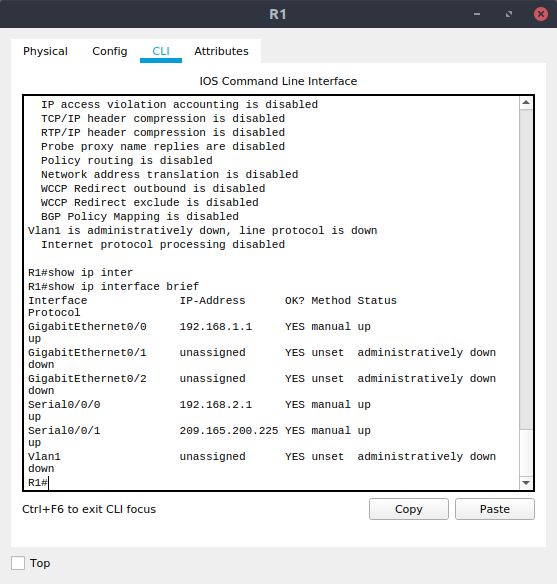 R1
Physical Config CLI Attributes
IOS Command Line Interface
IP access violation accounting is disabled
TCP/IP header compression is disabled
RTP/IP header compression is disabled
Probe proxy name replies are disabled
Policy routing is disabled
Network address translation is disabled
WCCP Redirect outbound is disabled
WCCP Redirect exclude is disabled
BGP Policy Mapping is disabled
Vlan1 is administratively down, line protocol is down
Internet protocol processing disabled
R1#show ip inter
R1#show ip interface brief
Interface IP-Address OK? Method Status
Protocol
GigabitEthernet0/0 192.168.1.1 YES manual up
up
GigabitEthernet0/1 unassigned YES unset administratively down
down
GigabitEthernet0/2 unassigned YES unset administratively down
down
Serial0/0/0 192.168.2.1 YES manual up
up
Serial0/0/1 209.165.200.225 YES manual up
up
Vlan1 unassigned YES unset administratively down
down
R1#
Ctrl+F6 to exit CLI focus Copy Paste
Top